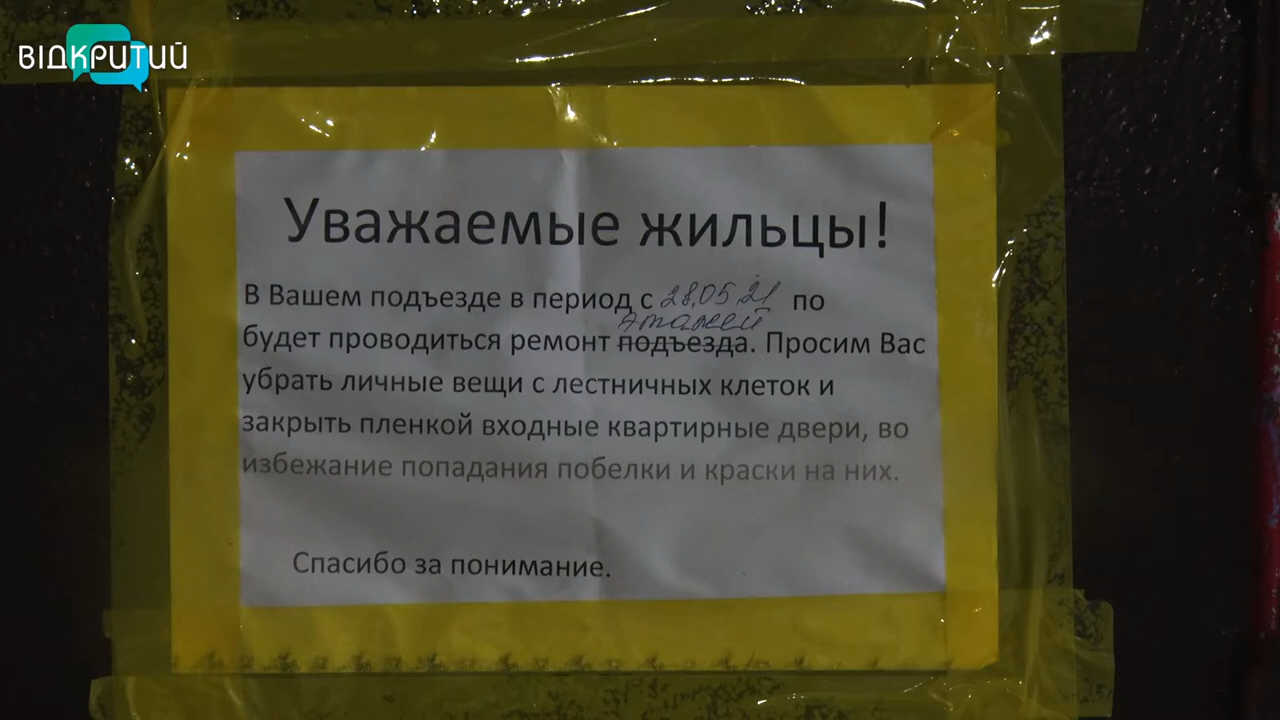 ВІДКРИТИЙ
Уважаемые жильцы!
В Вашем подъезде в период с 28.05.21 по
этажей
будет проводиться ремонт подъезда. Просим Вас
убрать личные вещи с лестничных клеток и
закрыть пленкой входные квартирные двери, во
избежание попадания побелки и краски на них.
Спасибо за понимание.